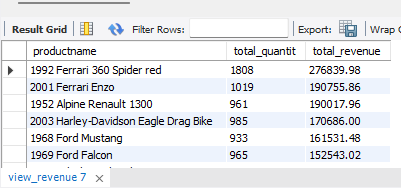 Result Grid Filter Rows: Export: Wrap C
productname total_quantit total_revenue
1992 Ferrari 360 Spider red 1808 276839.98
2001 Ferrari Enzo 1019 190755.86
1952 Alpine Renault 1300 961 190017.96
2003 Harley-Davidson Eagle Drag Bike 985 170686.00
1968 Ford Mustang 933 161531.48
1969 Ford Falcon 965 152543.02
view_revenue 7